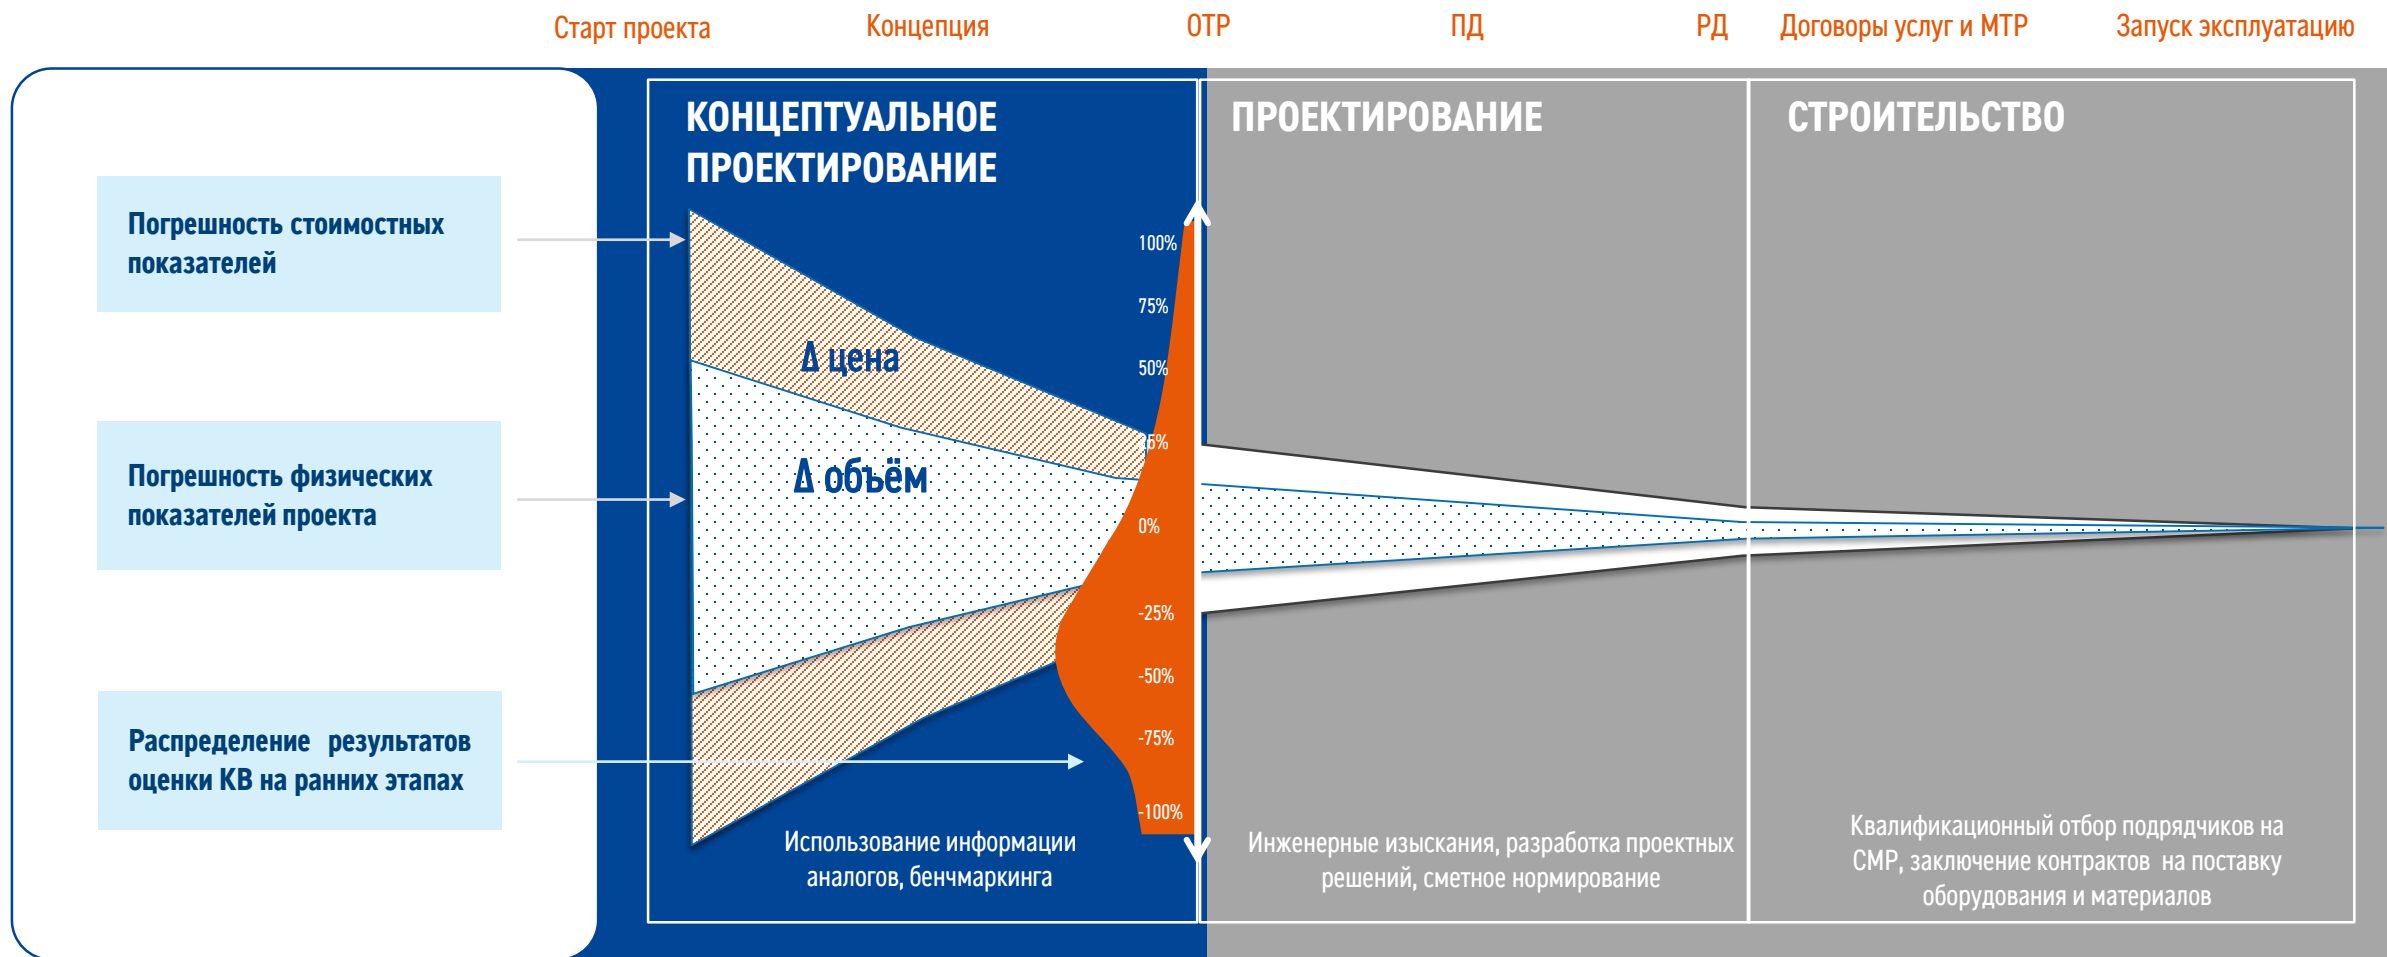 Старт проекта
Концепция
ОТР
ПД
РД
Договоры услуг и МТР
Запуск эксплуатацию
КОНЦЕПТУАЛЬНОЕ
ПРОЕКТИРОВАНИЕ
ПРОЕКТИРОВАНИЕ
СТРОИТЕЛЬСТВО
Погрешность стоимостных
показателей
Погрешность физических
показателей проекта
Распределение результатов
оценки КВ на ранних этапах
Δ цена
Δ объём
100%
75%
50%
25%
0%
-25%
-50%
-75%
-100%
Использование информации
аналогов, бенчмаркинга
Инженерные изыскания, разработка проектных
решений, сметное нормирование
Квалификационный отбор подрядчиков на
СМР, заключение контрактов на поставку
оборудования и материалов